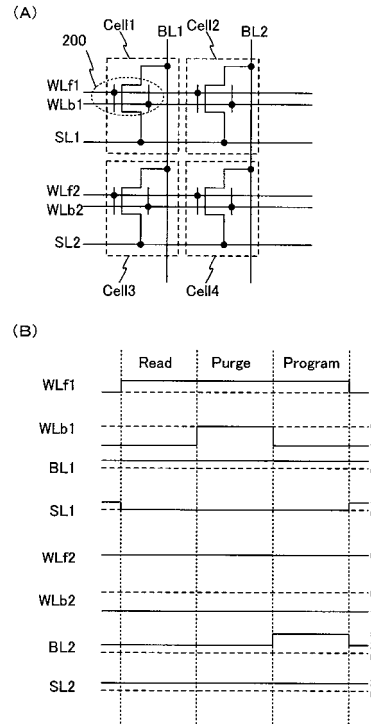 (A)
Cell1 BL1 Cell2 BL2
200
WLf1
WLb1
SL1
WLf2
WLb2
SL2
Cell3 Cell4
(B)
Read Purge Program
WLf1
WLb1
BL1
SL1
WLf2
WLb2
BL2
SL2